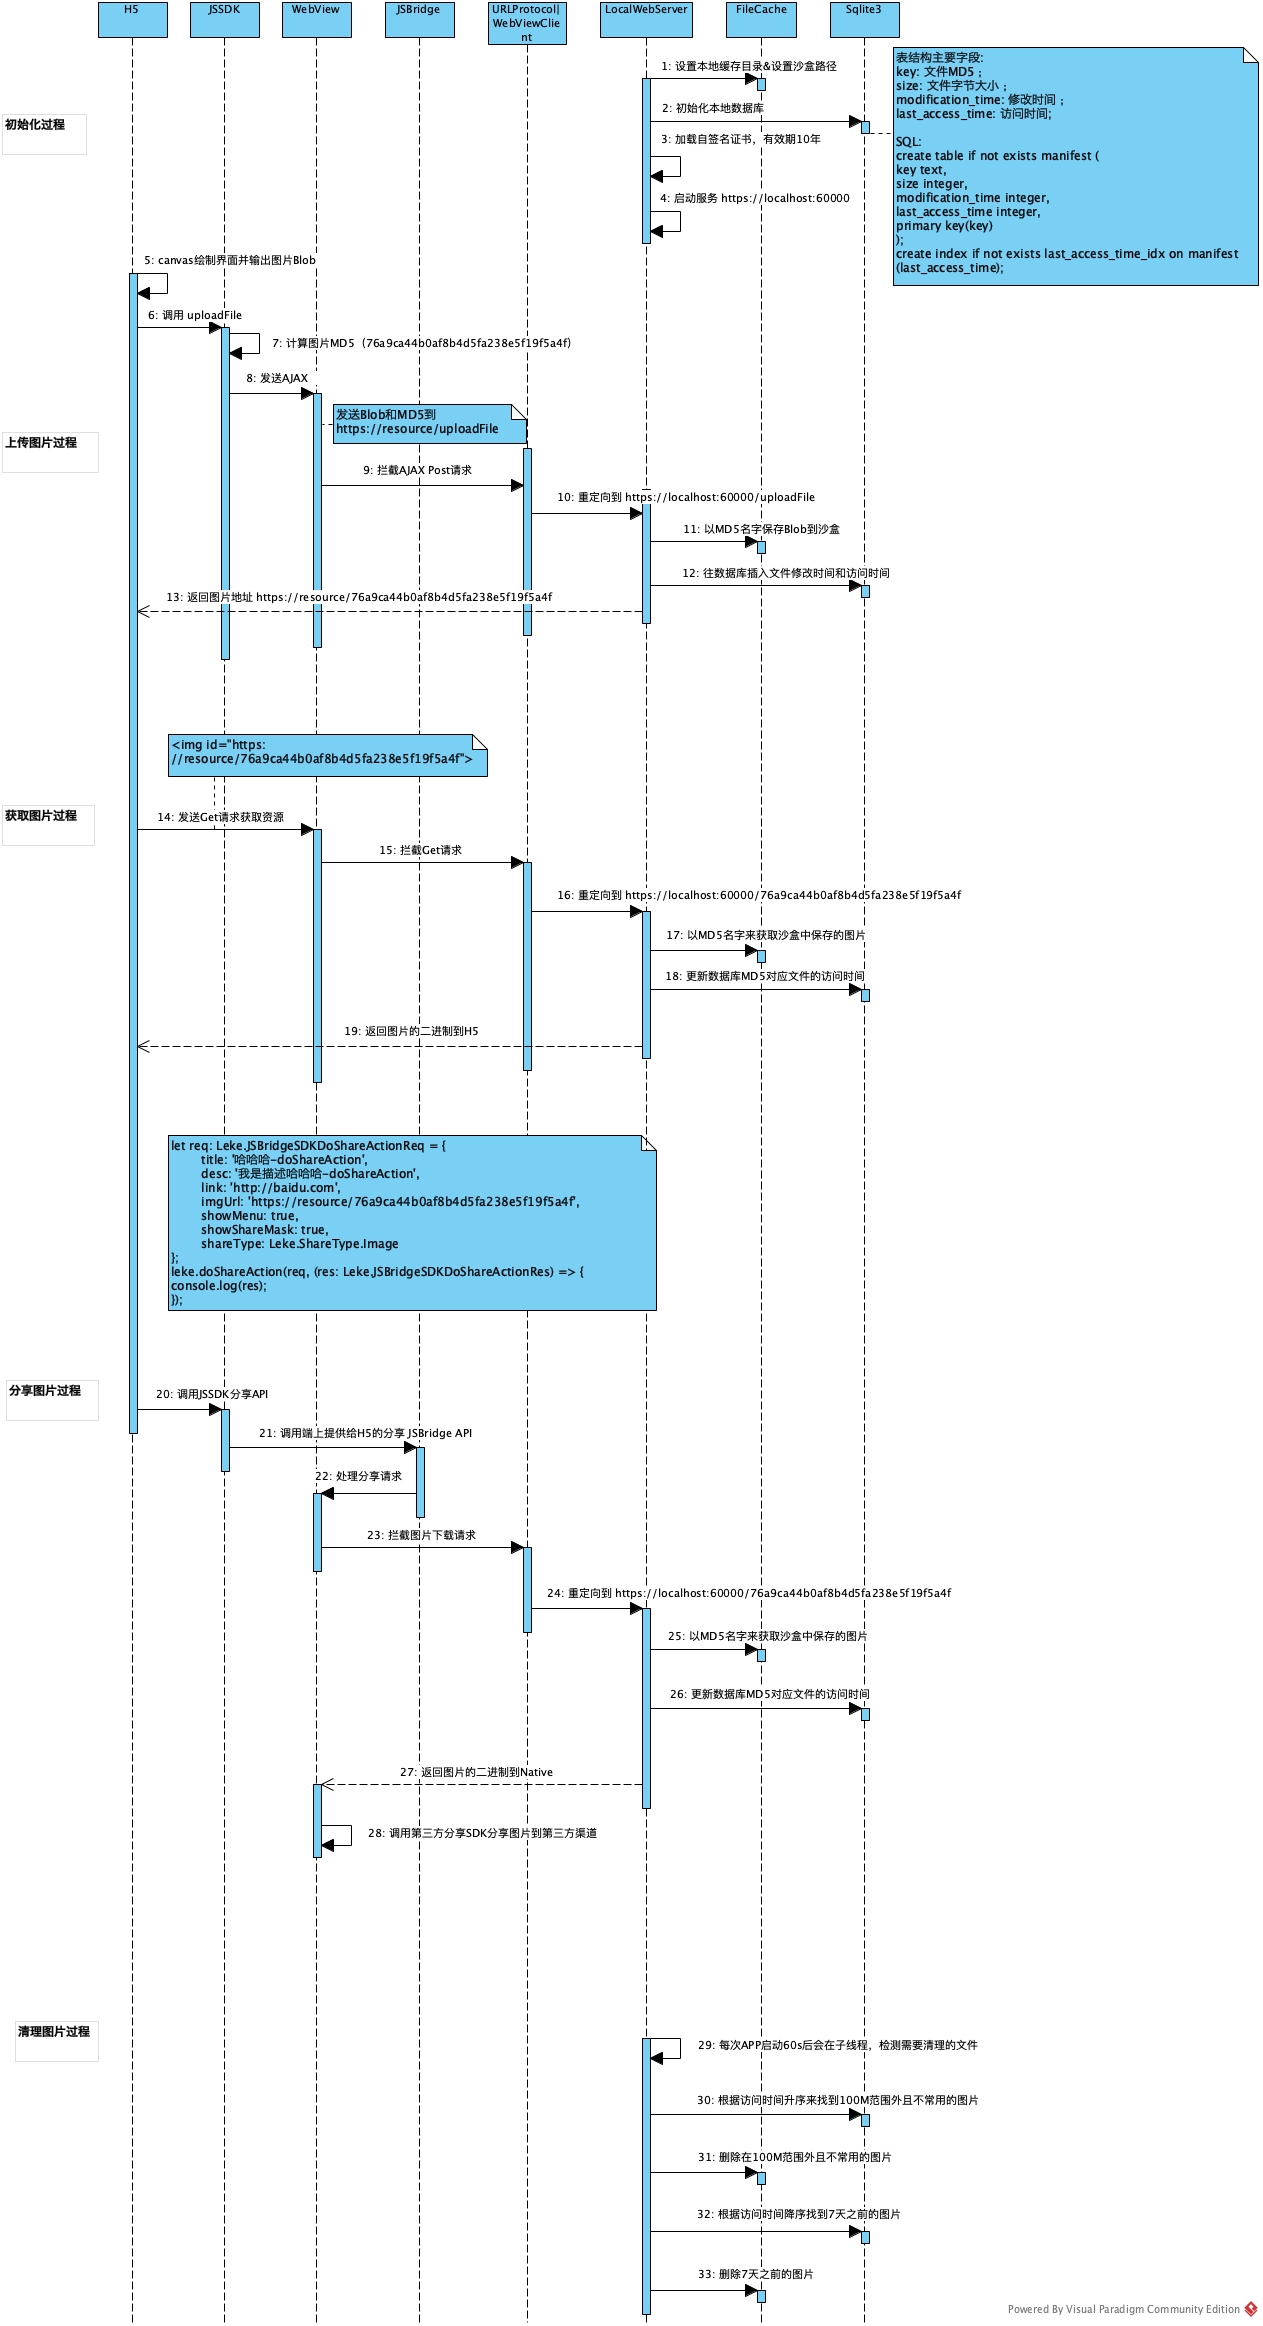 H5
JSSDK
WebView
JSBridge
URLProtocol|
WebViewClie
nt
LocalWebServer
FileCache
Sqlite3
表结构主要字段:
key: 文件MD5 ;
size: 文件字节大小 ;
modification_time: 修改时间 ;
last_access_time: 访问时间;
SQL:
create table if not exists manifest (
key text,
size integer,
modification_time integer,
last_access_time integer,
primary key(key)
);
create index if not exists last_access_time_idx on manifest
(last_access_time);
1: 设置本地缓存目录&设置沙盒路径
2: 初始化本地数据库
初始化过程
3: 加载自签名证书，有效期10年
4: 启动服务 https://localhost:60000
5: canvas绘制界面并输出图片Blob
6: 调用 uploadFile
7: 计算图片MD5（76a9ca44b0af8b4d5fa238e5f19f5a4f）
8: 发送AJAX
发送Blob和MD5到
https://resource/uploadFile
上传图片过程
9: 拦截AJAX Post请求
10: 重定向到 https://localhost:60000/uploadFile
11: 以MD5名字保存Blob到沙盒
12: 往数据库插入文件修改时间和访问时间
13: 返回图片地址 https://resource/76a9ca44b0af8b4d5fa238e5f19f5a4f
<img id="https:
//resource/76a9ca44b0af8b4d5fa238e5f19f5a4f">
获取图片过程
14: 发送Get请求获取资源
15: 拦截Get请求
16: 重定向到 https://localhost:60000/76a9ca44b0af8b4d5fa238e5f19f5a4f
17: 以MD5名字来获取沙盒中保存的图片
18: 更新数据库MD5对应文件的访问时间
19: 返回图片的二进制到H5
let req: Leke.JSBridgeSDKDoShareActionReq = {
title: '哈哈哈-doShareAction',
desc: '我是描述哈哈哈-doShareAction',
link: 'http://baidu.com',
imgUrl: 'https://resource/76a9ca44b0af8b4d5fa238e5f19f5a4f',
showMenu: true,
showShareMask: true,
shareType: Leke.ShareType.Image
};
leke.doShareAction(req, (res: Leke.JSBridgeSDKDoShareActionRes) => {
console.log(res);
});
分享图片过程
20: 调用JSSDK分享API
21: 调用端上提供给H5的分享 JSBridge API
22: 处理分享请求
23: 拦截图片下载请求
24: 重定向到 https://localhost:60000/76a9ca44b0af8b4d5fa238e5f19f5a4f
25: 以MD5名字来获取沙盒中保存的图片
26: 更新数据库MD5对应文件的访问时间
27: 返回图片的二进制到Native
28: 调用第三方分享SDK分享图片到第三方渠道
清理图片过程
29: 每次APP启动60s后会在子线程，检测需要清理的文件
30: 根据访问时间升序来找到100M范围外且不常用的图片
31: 删除在100M范围外且不常用的图片
32: 根据访问时间降序找到7天之前的图片
33: 删除7天之前的图片
Powered By Visual Paradigm Community Edition